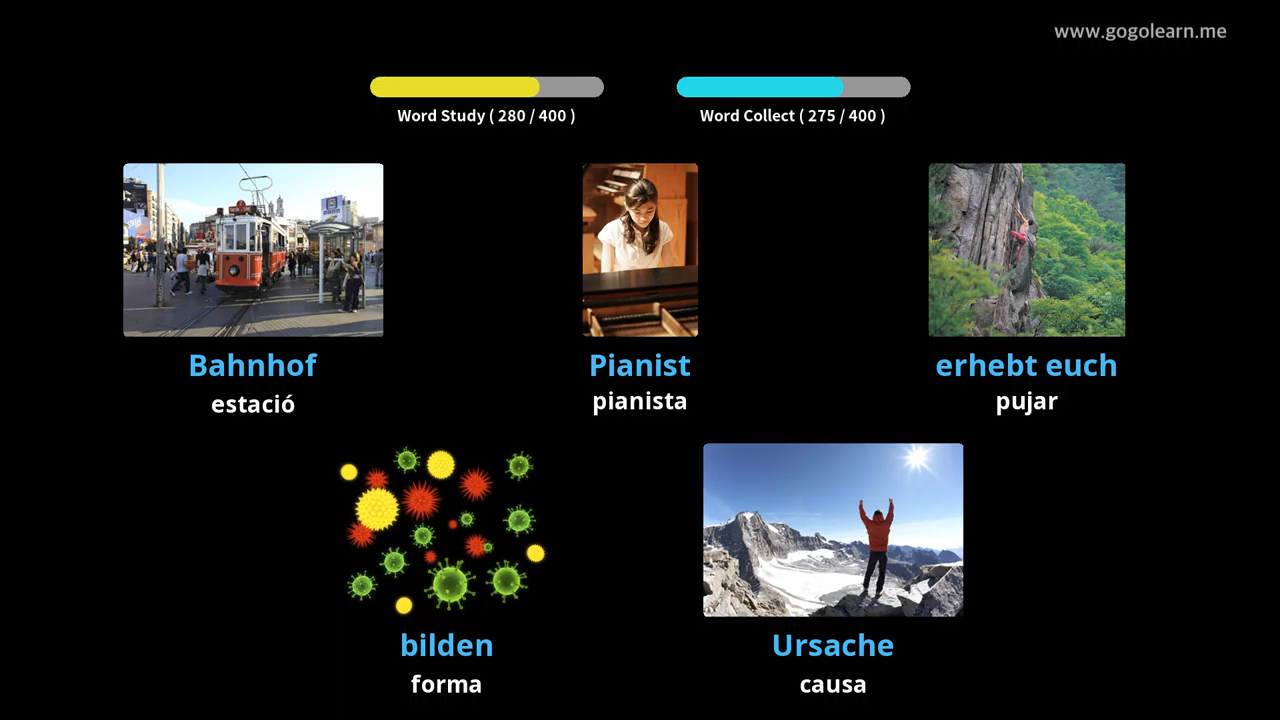 www.gogolearn.me
Word Study ( 280 / 400 )
Word Collect ( 275 / 400 )
Bahnhof
estació
Pianist
pianista
erhebt euch
pujar
bilden
forma
Ursache
causa